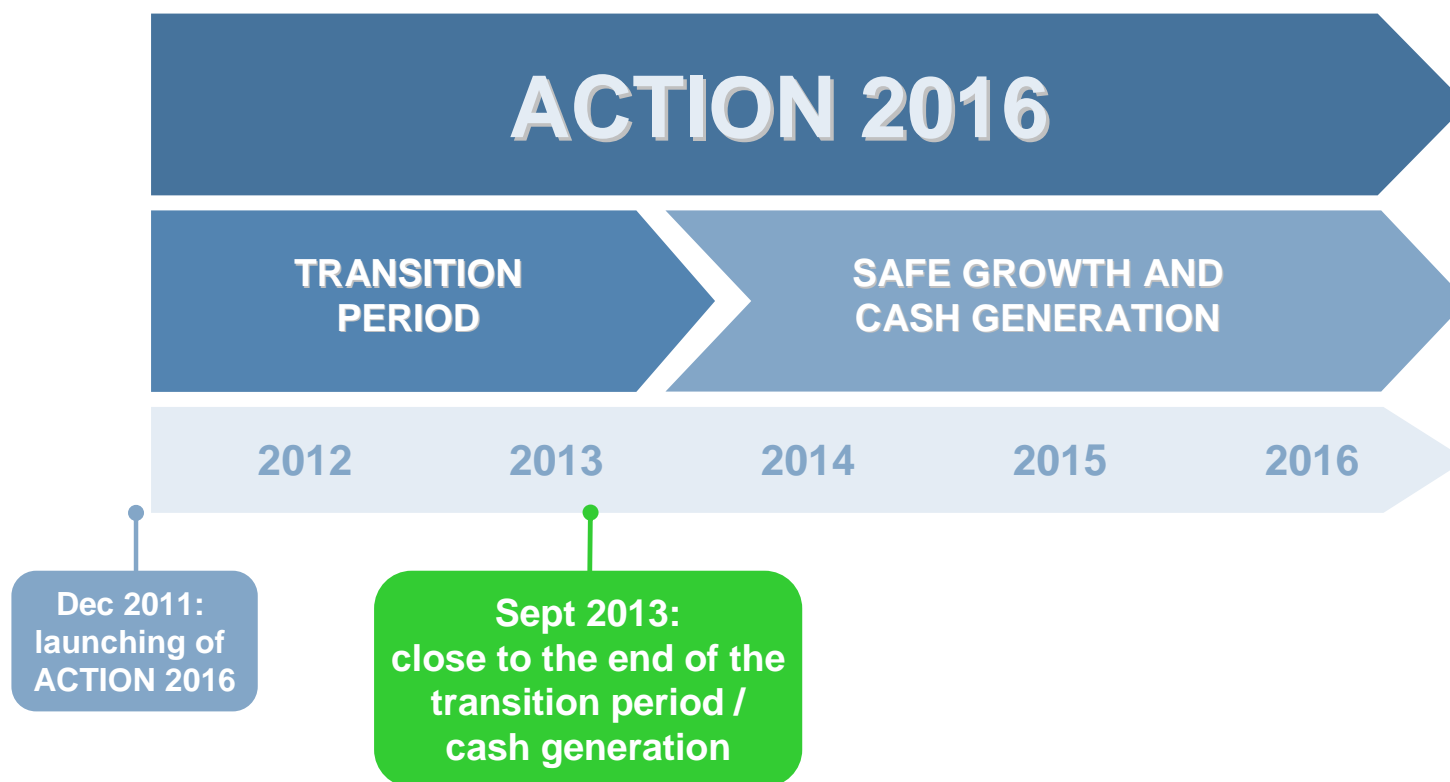 ACTION 2016
TRANSITION
PERIOD
SAFE GROWTH AND
CASH GENERATION
2012 2013 2014 2015 2016
Dec 2011:
launching of
ACTION 2016
Sept 2013:
close to the end of the
transition period /
cash generation